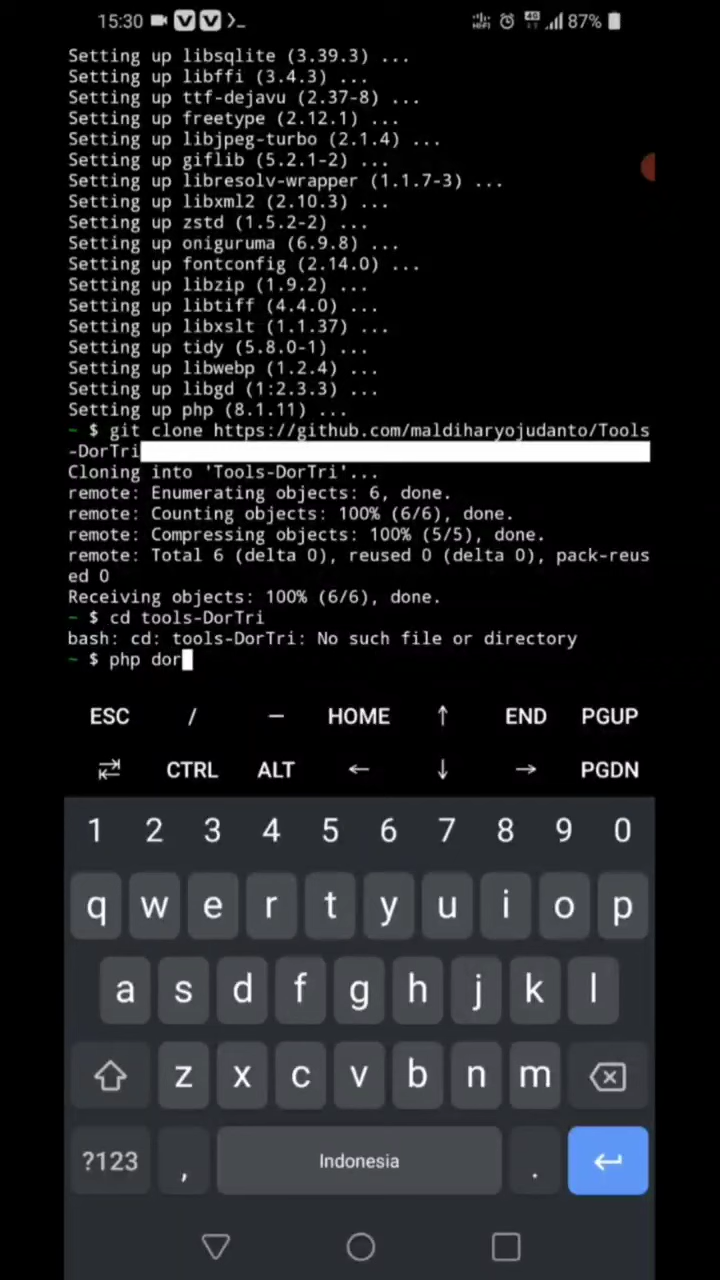 15:30 >_ 4G 87%
Setting up libsqlite (3.39.3) ...
Setting up libffi (3.4.3) ...
Setting up ttf-dejavu (2.37-8) ...
Setting up freetype (2.12.1) ...
Setting up libjpeg-turbo (2.1.4) ...
Setting up giflib (5.2.1-2) ...
Setting up libresolv-wrapper (1.1.7-3) ...
Setting up libxml2 (2.10.3) ...
Setting up zstd (1.5.2-2) ...
Setting up oniguruma (6.9.8) ...
Setting up fontconfig (2.14.0) ...
Setting up libzip (1.9.2) ...
Setting up libtiff (4.4.0) ...
Setting up libxslt (1.1.37) ...
Setting up tidy (5.8.0-1) ...
Setting up libwebp (1.2.4) ...
Setting up libgd (1:2.3.3) ...
Setting up php (8.1.11) ...
~ $ git clone https://github.com/maldiharyojudanto/Tools
-DorTri
Cloning into 'Tools-DorTri'...
remote: Enumerating objects: 6, done.
remote: Counting objects: 100% (6/6), done.
remote: Compressing objects: 100% (5/5), done.
remote: Total 6 (delta 0), reused 0 (delta 0), pack-reus
ed 0
Receiving objects: 100% (6/6), done.
~ $ cd tools-DorTri
bash: cd: tools-DorTri: No such file or directory
~ $ php dor
ESC / — HOME ↑ END PGUP
CTRL ALT ← ↓ → PGDN
1 2 3 4 5 6 7 8 9 0
q w e r t y u i o p
a s d f g h j k l
z x c v b n m
?123 , Indonesia .